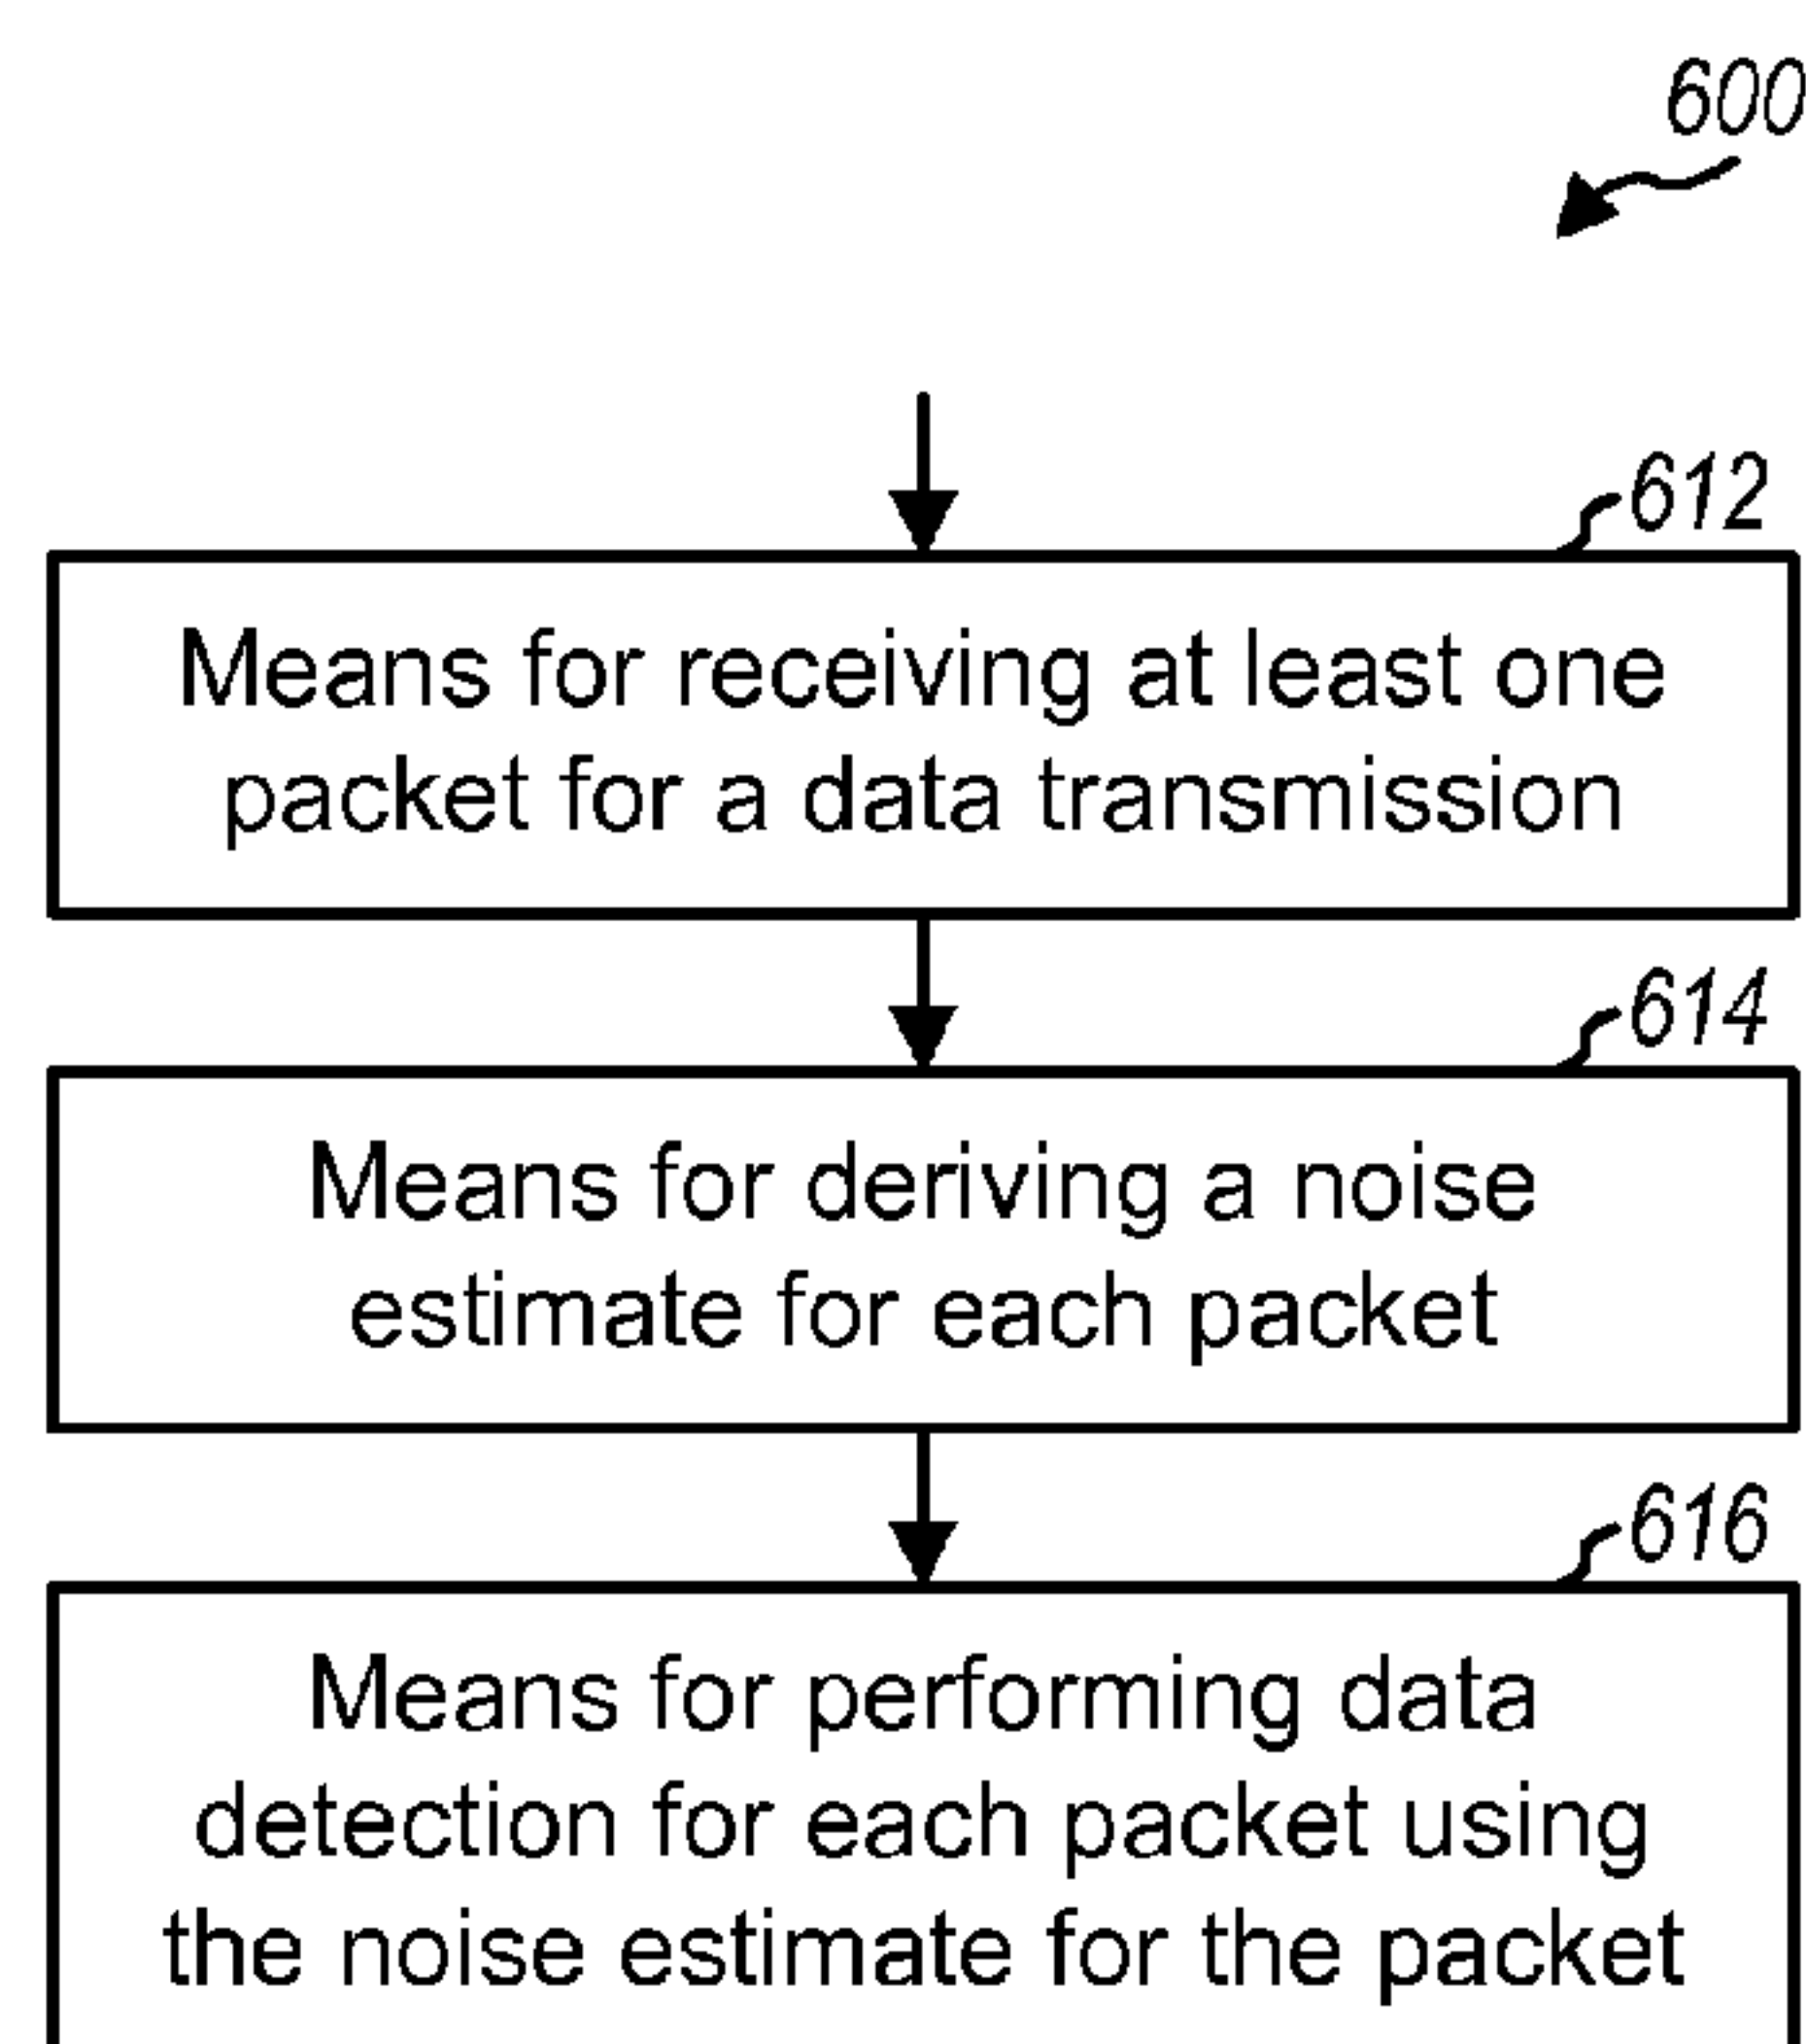 600
612
Means for receiving at least one
packet for a data transmission
614
Means for deriving a noise
estimate for each packet
616
Means for performing data
detection for each packet using
the noise estimate for the packet